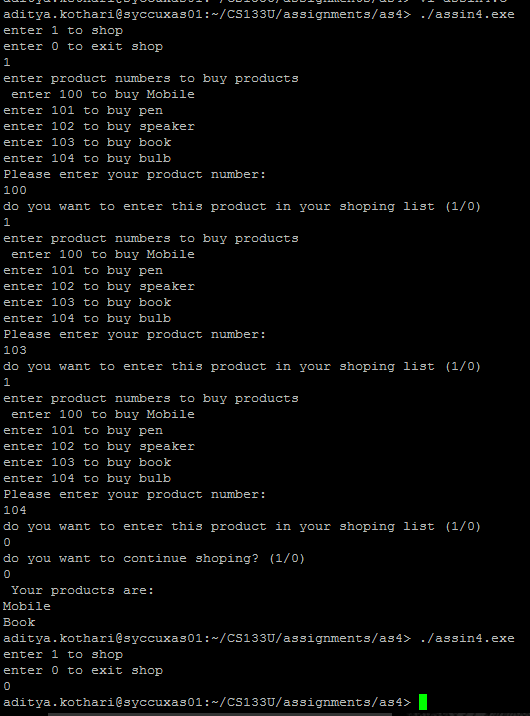 aditya.kothari@syccuxas01:~/CS133U/assignments/as4> ./assin4.exe
enter 1 to shop
enter 0 to exit shop
1
enter product numbers to buy products
 enter 100 to buy Mobile
enter 101 to buy pen
enter 102 to buy speaker
enter 103 to buy book
enter 104 to buy bulb
Please enter your product number:
100
do you want to enter this product in your shoping list (1/0)
1
enter product numbers to buy products
 enter 100 to buy Mobile
enter 101 to buy pen
enter 102 to buy speaker
enter 103 to buy book
enter 104 to buy bulb
Please enter your product number:
103
do you want to enter this product in your shoping list (1/0)
1
enter product numbers to buy products
 enter 100 to buy Mobile
enter 101 to buy pen
enter 102 to buy speaker
enter 103 to buy book
enter 104 to buy bulb
Please enter your product number:
104
do you want to enter this product in your shoping list (1/0)
0
do you want to continue shoping? (1/0)
0
 Your products are:
Mobile
Book
aditya.kothari@syccuxas01:~/CS133U/assignments/as4> ./assin4.exe
enter 1 to shop
enter 0 to exit shop
0
aditya.kothari@syccuxas01:~/CS133U/assignments/as4>